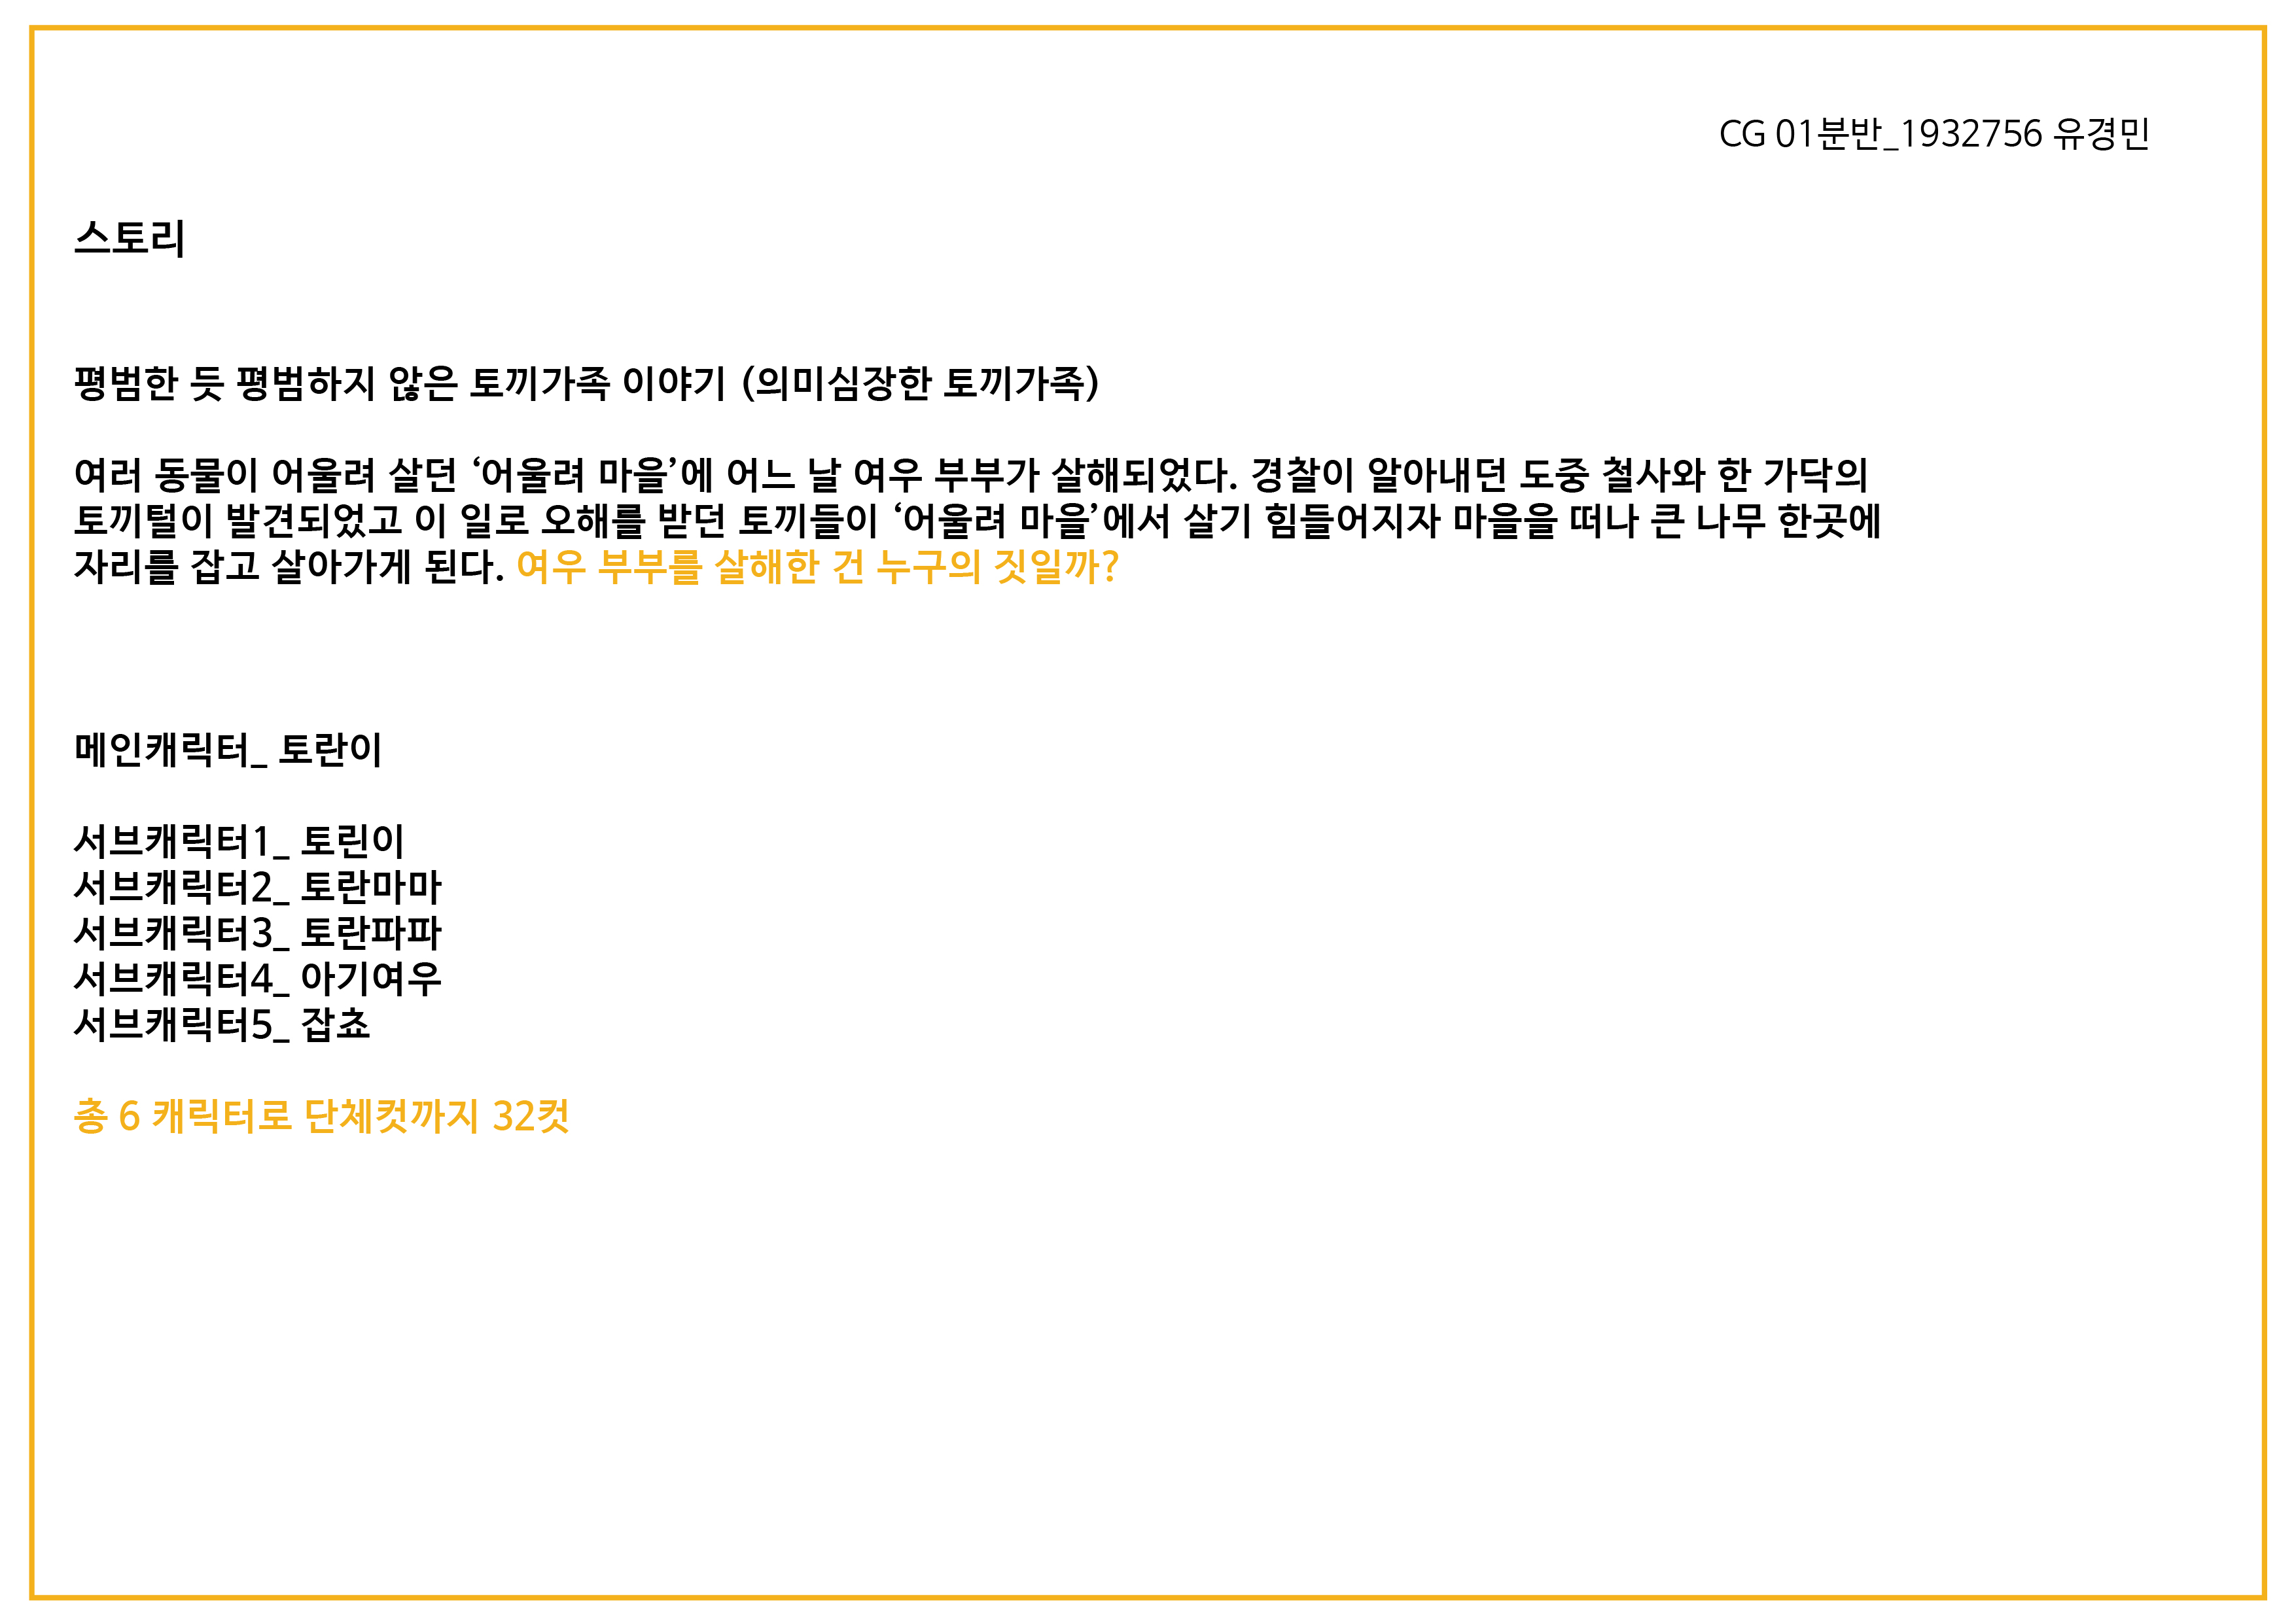 CG 01분반_1932756 유경민
스토리
평범한 듯 평범하지 않은 토끼가족 이야기 (의미심장한 토끼가족)
여러 동물이 어울려 살던 ‘어울려 마을’에 어느 날 여우 부부가 살해되었다. 경찰이 알아내던 도중 철사와 한 가닥의
토끼털이 발견되었고 이 일로 오해를 받던 토끼들이 ‘어울려 마을’에서 살기 힘들어지자 마을을 떠나 큰 나무 한곳에
자리를 잡고 살아가게 된다. 여우 부부를 살해한 건 누구의 짓일까?
메인캐릭터_ 토란이
서브캐릭터1_ 토린이
서브캐릭터2_ 토란마마
서브캐릭터3_ 토란파파
서브캐릭터4_ 아기여우
서브캐릭터5_ 잡쵸
총 6 캐릭터로 단체컷까지 32컷